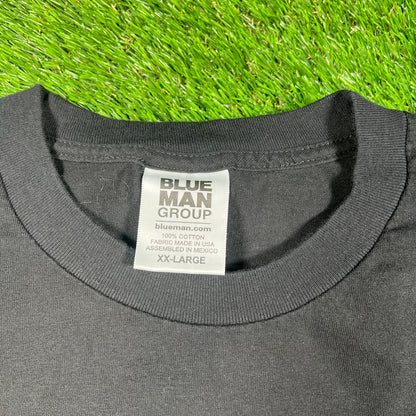 BLUE
MAN
GROUP
blueman.com
100% COTTON
FABRIC MADE IN USA
ASSEMBLED IN MEXICO
XX-LARGE